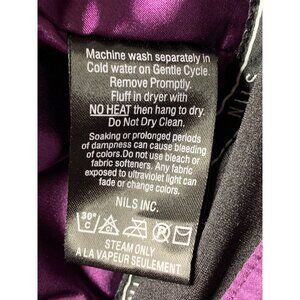 Machine wash separately in
Cold water on Gentle Cycle.
Remove Promptly.
Fluff in dryer with
NO HEAT then hang to dry.
Do Not Dry Clean.
Soaking or prolonged periods
of dampness can cause bleeding
of colors.Do not use bleach or
fabric softeners. Any fabrics
exposed to ultraviolet light can
fade or change colors.
NILS INC.
30°
C
CL
STEAM ONLY
A LA VAPEUR SEULEMENT
NILS